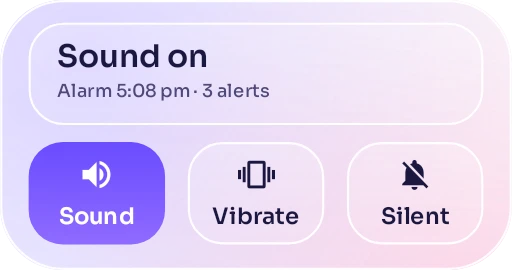 Sound on
Alarm 5:08 pm · 3 alerts
Sound
Vibrate
Silent